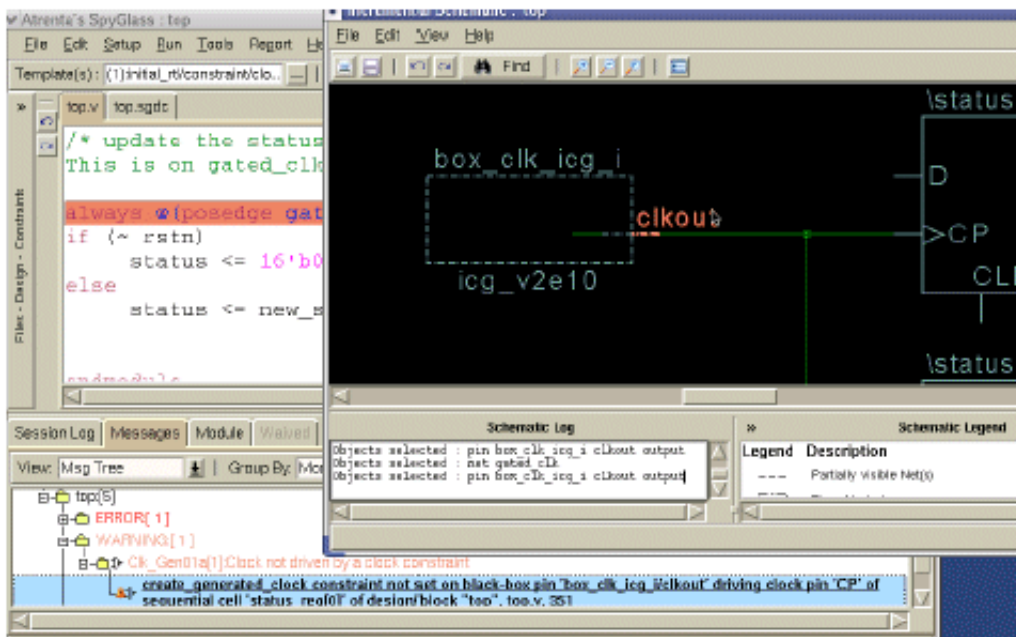 Atrenta's SpyGlass : top
File Edit Setup Run Tools Report He
Template(s): (1):initial_rtl/constraint/clo...
top.v top.sgdc
/* update the status
This is on gated_clk
always @(posedge gat
if (~ rstn)
status <= 16'b0
else
status <= new_s
endmodule
Files - Design - Constraints
Session Log Messages Module Waived
View: Msg Tree Group By:
top[5]
ERROR[ 1]
WARNING[ 1]
Clk_Gen01a[1]:Clock not driven by a clock constraint
create_generated_clock constraint not set on black-box pin 'box_clk_icg_i/clkout' driving clock pin 'CP' of
sequential cell 'status_reg[0]' of design/block "top", top.v, 351
Incremental Schematic : top
File Edit View Help
Find
\status
box_clk_icg_i
D
clkout
CP
icg_v2e10
CL
\status
Schematic Log
Objects selected : pin box_clk_icg_i clkout output
Objects selected : net gated_clk
Objects selected : pin box_clk_icg_i clkout output
Schematic Legend
Legend Description
Partially visible Net(s)